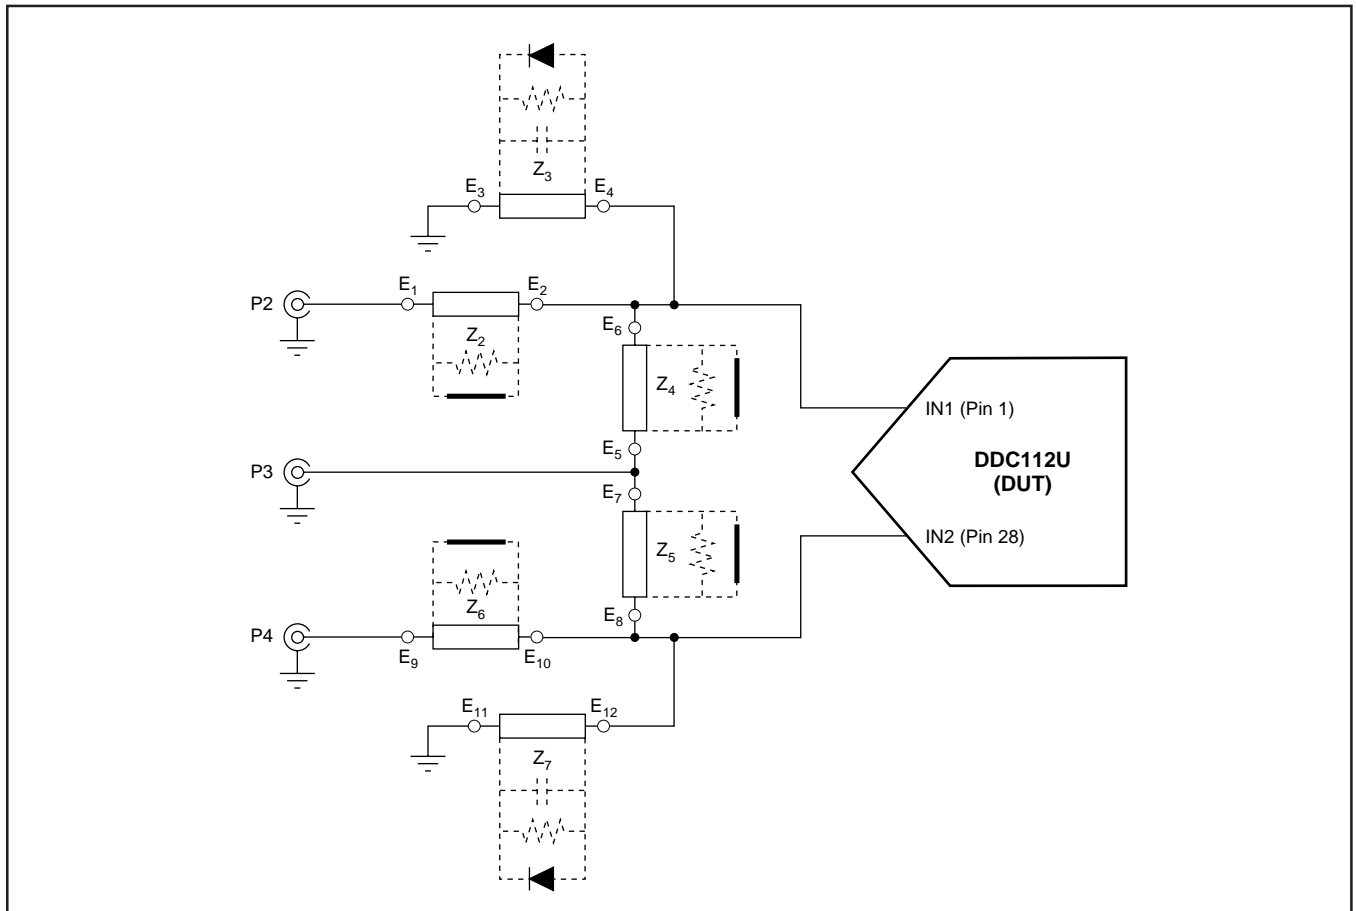 Z3
E3 E4
P2 E1 E2
Z2
E6
Z4
E5
IN1 (Pin 1)
P3
DDC112U
(DUT)
E7
Z5
IN2 (Pin 28)
Z6
E8
P4
E9 E10
E11 E12
Z7